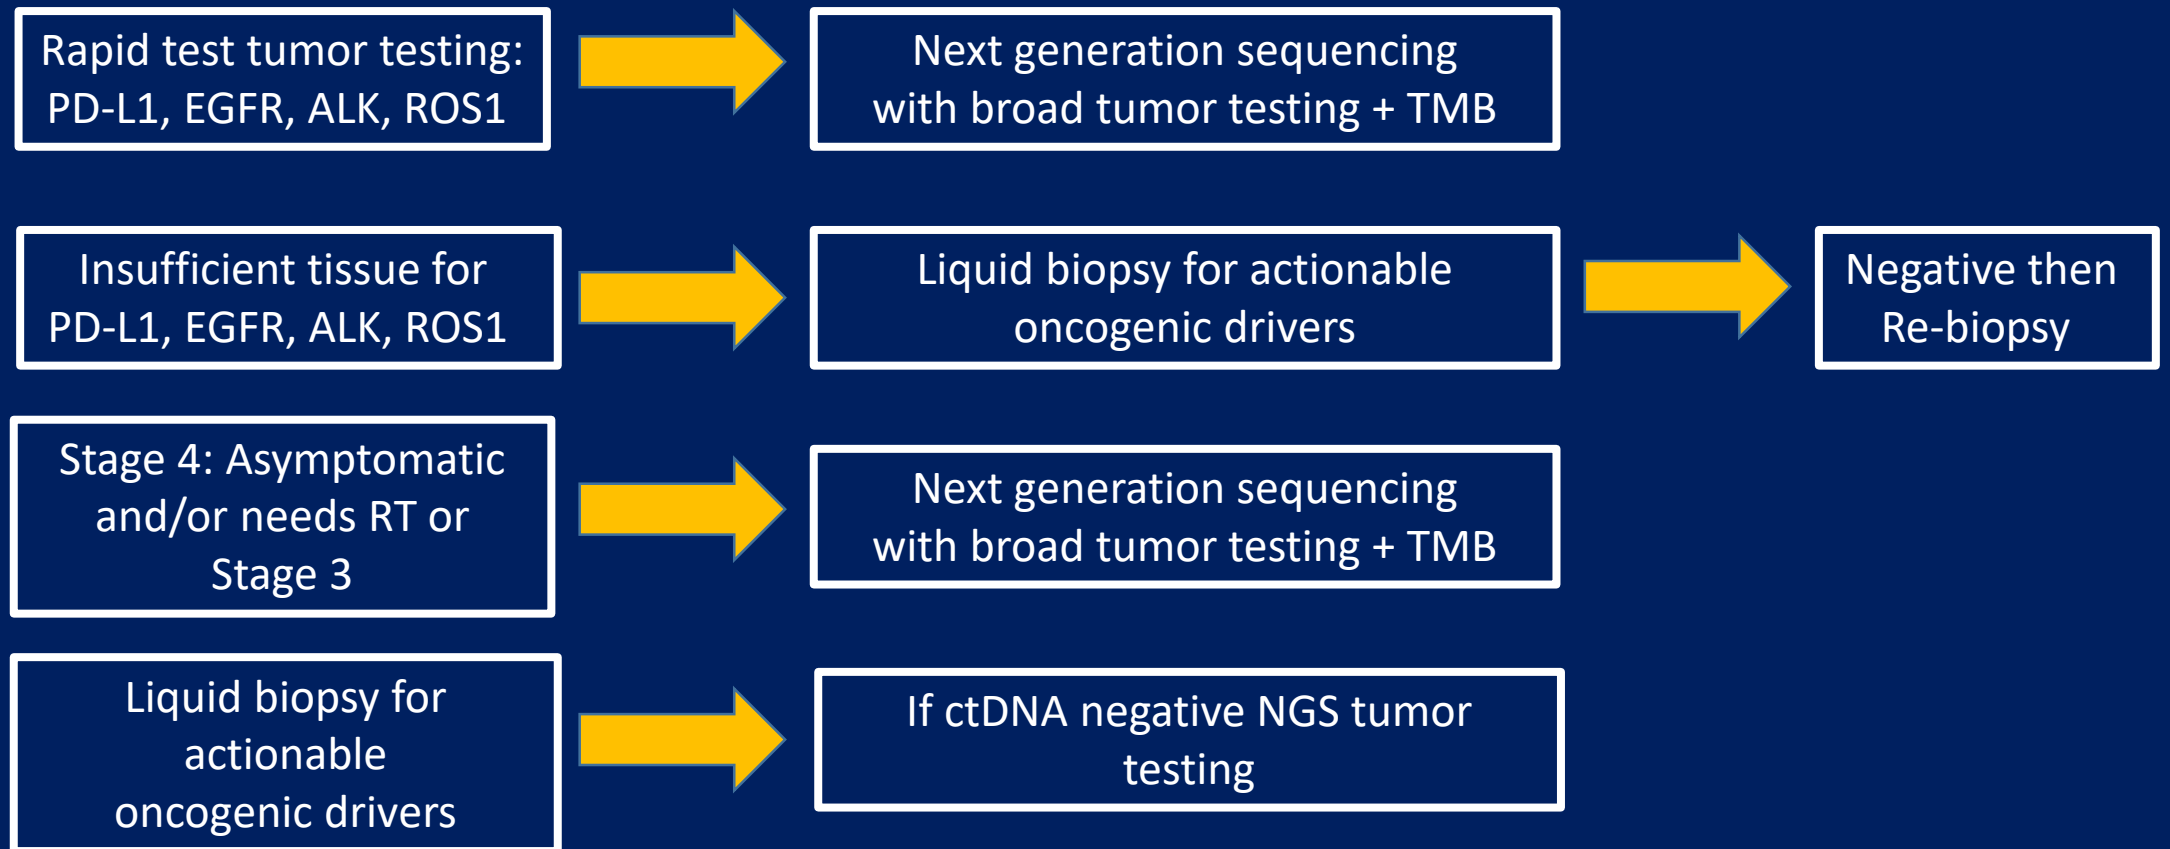 Rapid test tumor testing:
PD-L1, EGFR, ALK, ROS1
Next generation sequencing
with broad tumor testing + TMB
Insufficient tissue for
PD-L1, EGFR, ALK, ROS1
Liquid biopsy for actionable
oncogenic drivers
Negative then
Re-biopsy
Stage 4: Asymptomatic
and/or needs RT or
Stage 3
Next generation sequencing
with broad tumor testing + TMB
Liquid biopsy for
actionable
oncogenic drivers
If ctDNA negative NGS tumor
testing